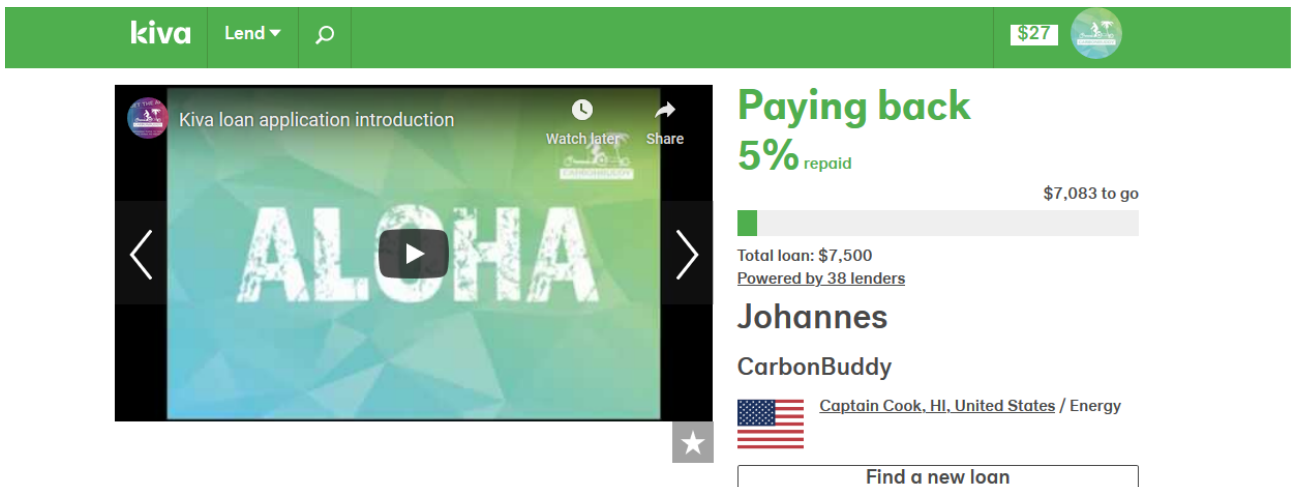 kiva
Lend
$27
Kiva loan application introduction
Watch later
Share
CARBONBUDDY
ALOHA
Paying back
5% repaid
$7,083 to go
Total loan: $7,500
Powered by 38 lenders
Johannes
CarbonBuddy
Captain Cook, HI, United States / Energy
Find a new loan